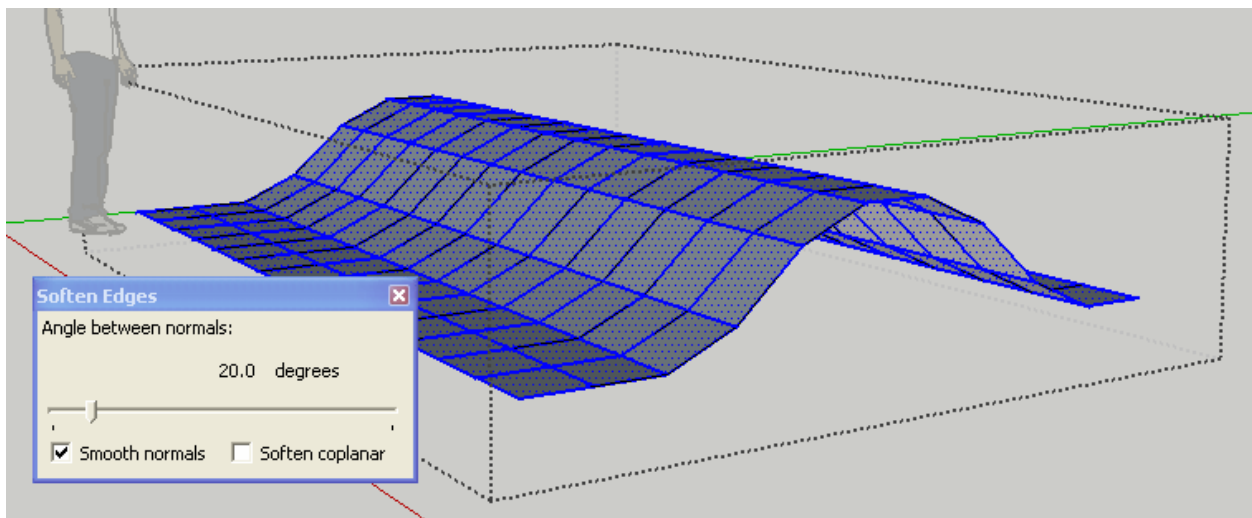 Soften Edges
Angle between normals:
20.0 degrees
Smooth normals Soften coplanar